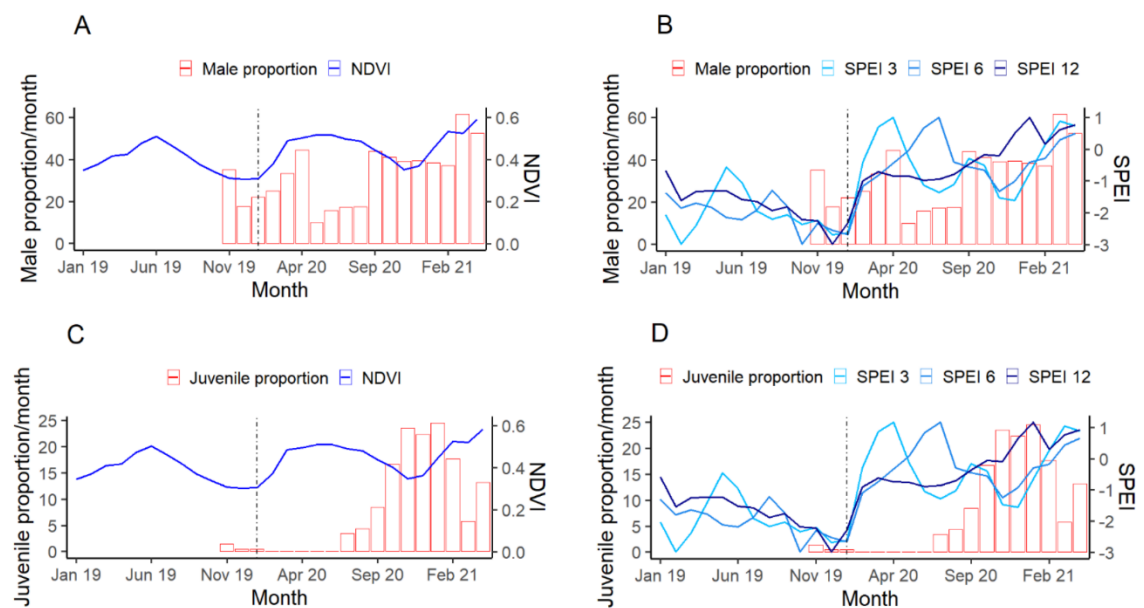 A
Male proportion NDVI
Male proportion/month
60
40
20
0
0.6
0.4
0.2
0.0
NDVI
Jan 19 Jun 19 Nov 19 Apr 20 Sep 20 Feb 21
Month
B
Male proportion SPEI 3 SPEI 6 SPEI 12
Male proportion/month
60
40
20
0
1
0
-1
-2
-3
SPEI
Jan 19 Jun 19 Nov 19 Apr 20 Sep 20 Feb 21
Month
C
Juvenile proportion NDVI
Juvenile proportion/month
25
20
15
10
5
0
0.6
0.4
0.2
0.0
NDVI
Jan 19 Jun 19 Nov 19 Apr 20 Sep 20 Feb 21
Month
D
Juvenile proportion SPEI 3 SPEI 6 SPEI 12
Juvenile proportion/month
25
20
15
10
5
0
1
0
-1
-2
-3
SPEI
Jan 19 Jun 19 Nov 19 Apr 20 Sep 20 Feb 21
Month